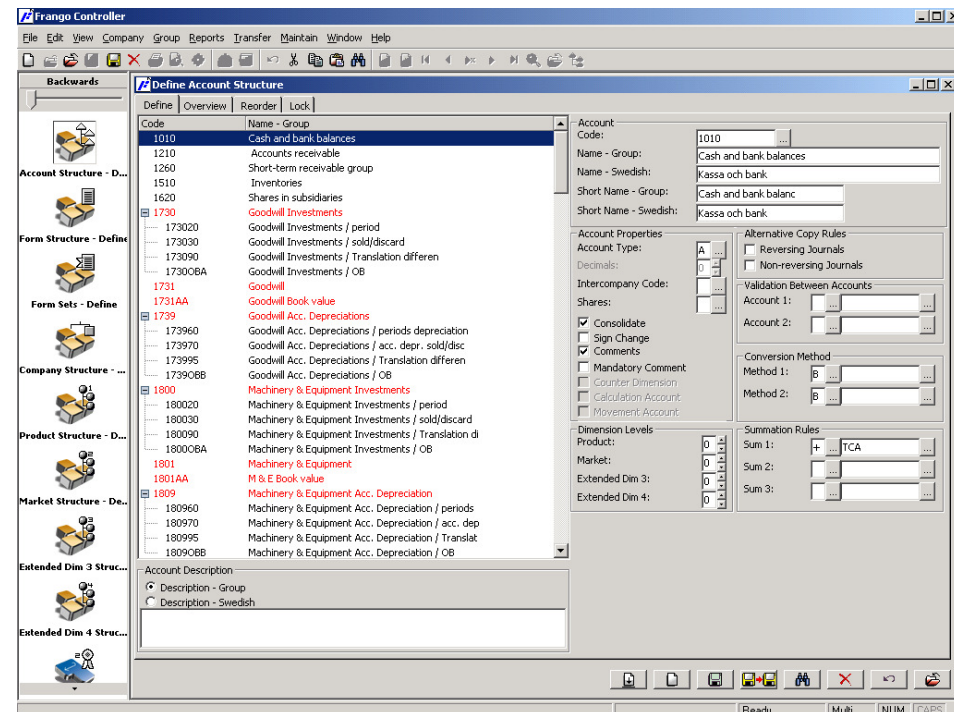 Frango Controller
File Edit View Company Group Reports Transfer Maintain Window Help
Backwards
Account Structure - D...
Form Structure - Define
Form Sets - Define
Company Structure - ...
Product Structure - D...
Market Structure - De..
Extended Dim 3 Struc...
Extended Dim 4 Struc...
Define Account Structure
Define Overview Reorder Lock
Code Name - Group
1010 Cash and bank balances
1210 Accounts receivable
1260 Short-term receivable group
1510 Inventories
1620 Shares in subsidiaries
1730 Goodwill Investments
173020 Goodwill Investments / period
173030 Goodwill Investments / sold/discard
173090 Goodwill Investments / Translation differen
1730OBA Goodwill Investments / OB
1731 Goodwill
1731AA Goodwill Book value
1739 Goodwill Acc. Depreciations
173960 Goodwill Acc. Depreciations / periods depreciation
173970 Goodwill Acc. Depreciations / acc. depr. sold/disc
173995 Goodwill Acc. Depreciations / Translation differen
1739OBB Goodwill Acc. Depreciations / OB
1800 Machinery & Equipment Investments
180020 Machinery & Equipment Investments / period
180030 Machinery & Equipment Investments / sold/discard
180090 Machinery & Equipment Investments / Translation di
1800OBA Machinery & Equipment Investments / OB
1801 Machinery & Equipment
1801AA M & E Book value
1809 Machinery & Equipment Acc. Depreciation
180960 Machinery & Equipment Acc. Depreciation / periods
180970 Machinery & Equipment Acc. Depreciation / acc. dep
180995 Machinery & Equipment Acc. Depreciation / Translat
1809OBB Machinery & Equipment Acc. Depreciation / OB
Account Description
Description - Group
Description - Swedish
Account
Code: 1010 ...
Name - Group: Cash and bank balances
Name - Swedish: Kassa och bank
Short Name - Group: Cash and bank balanc
Short Name - Swedish: Kassa och bank
Account Properties
Account Type: A ...
Decimals: 0
Intercompany Code: ...
Shares: ...
Consolidate
Sign Change
Comments
Mandatory Comment
Counter Dimension
Calculation Account
Movement Account
Alternative Copy Rules
Reversing Journals
Non-reversing Journals
Validation Between Accounts
Account 1: ... ...
Account 2: ... ...
Conversion Method
Method 1: B ... ...
Method 2: B ... ...
Dimension Levels
Product: 0
Market: 0
Extended Dim 3: 0
Extended Dim 4: 0
Summation Rules
Sum 1: + ... TCA ...
Sum 2: ... ...
Sum 3: ... ...
Ready Multi NUM CAPS